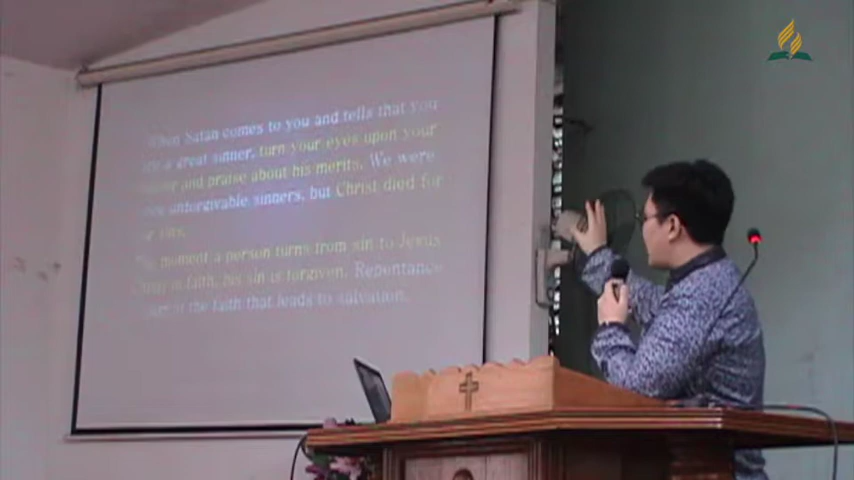 When Satan comes to you and tells that you
are a great sinner, turn your eyes upon your
and praise about his merits. We were
unforgivable sinners, but Christ died for
sins.
moment a person turns from sin to Jesus
Christ in faith, his sin is forgiven. Repentance
is the faith that leads to salvation.